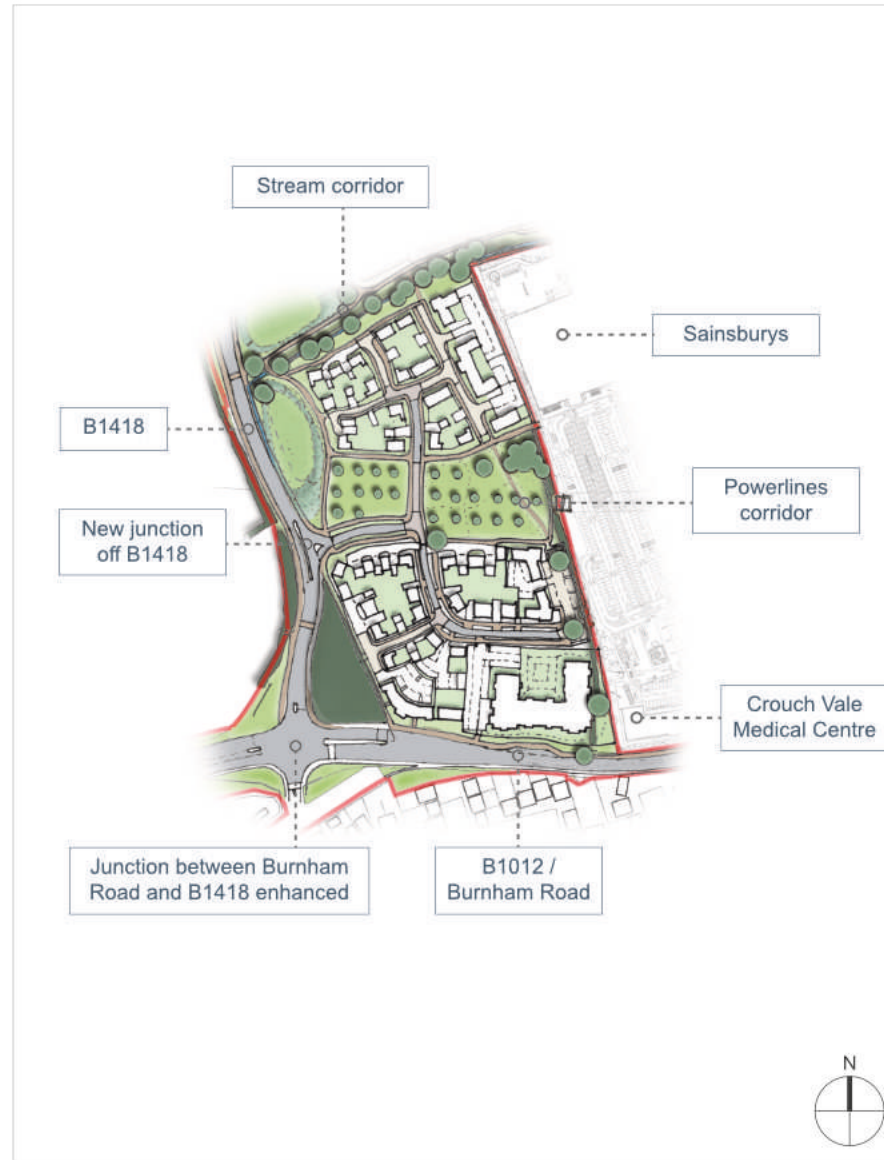 Stream corridor
Sainsburys
B1418
Powerlines
corridor
New junction
off B1418
Crouch Vale
Medical Centre
Junction between Burnham
Road and B1418 enhanced
B1012 /
Burnham Road
N